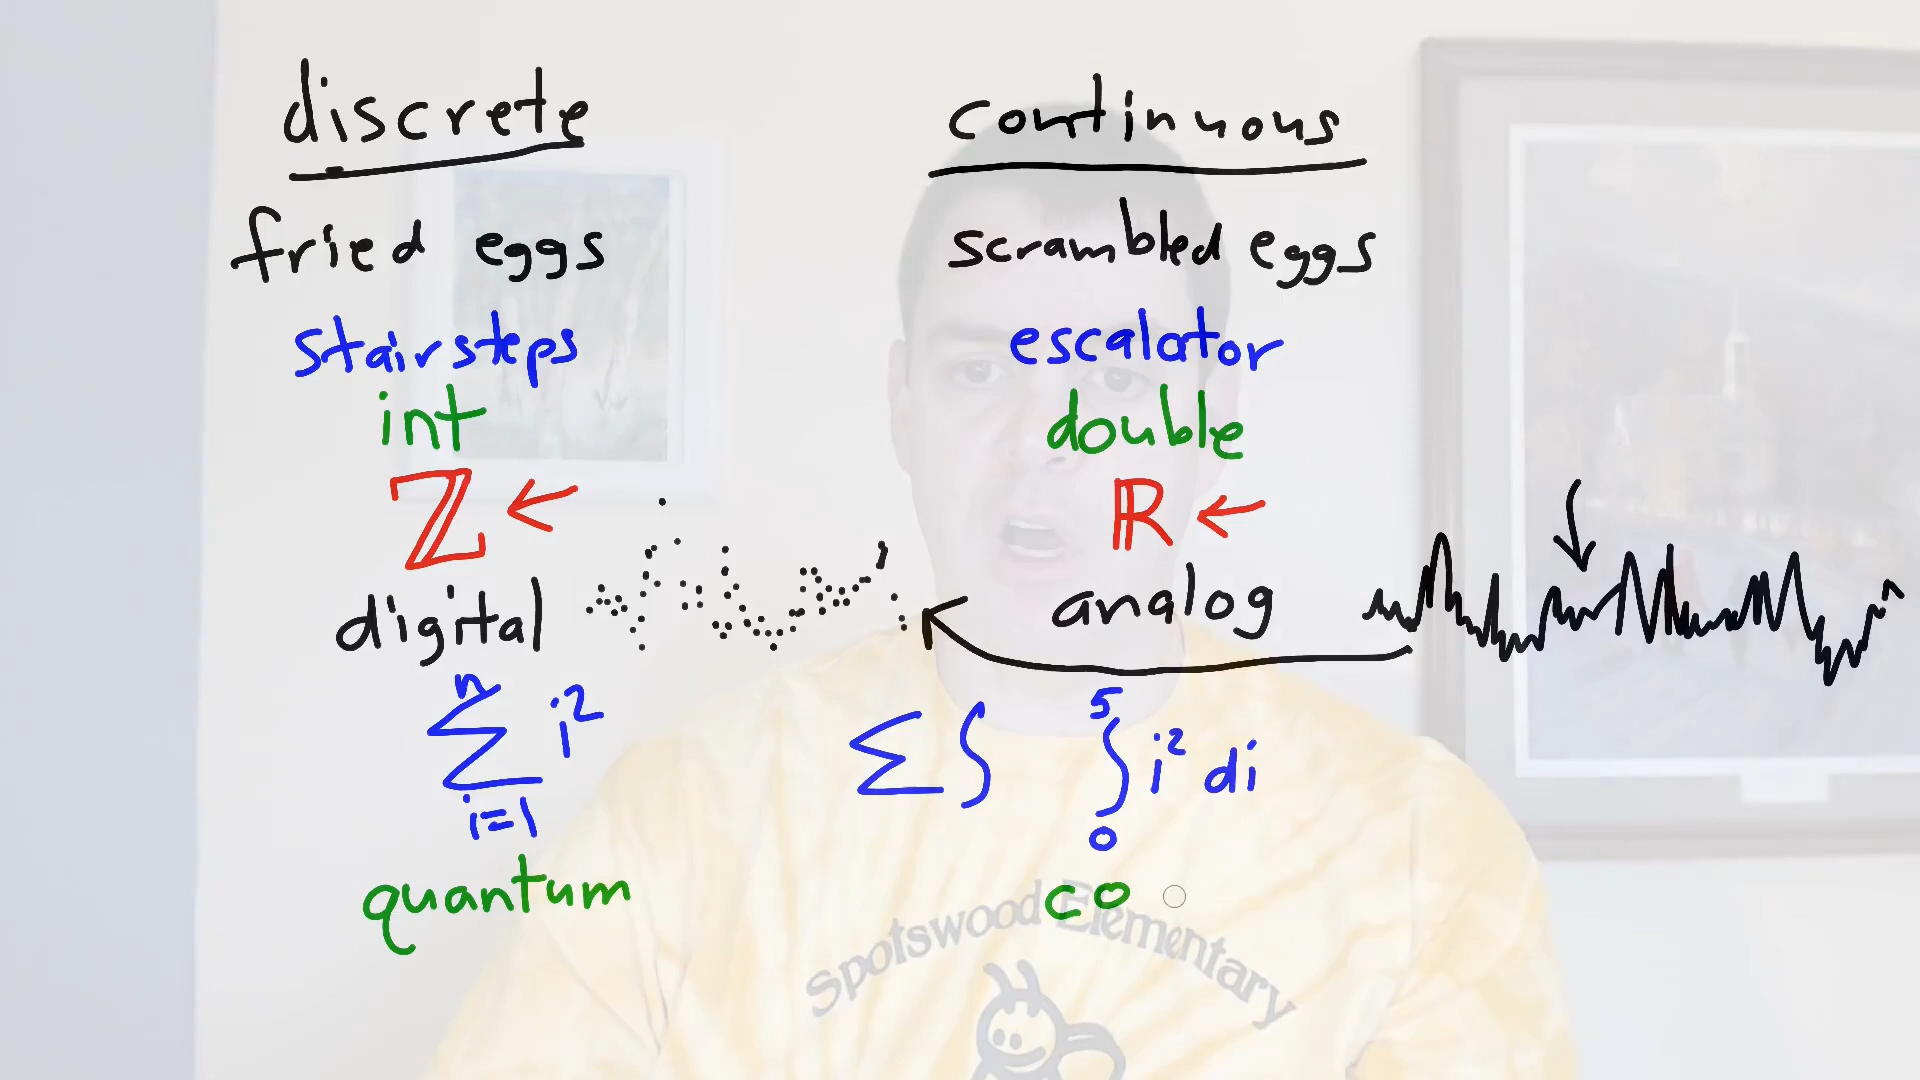 discrete continuous
fried eggs scrambled eggs
stairsteps escalator
int double
ℤ ← ℝ ←
digital analog
n 5
∑ i² ∑ ∫ ∫ i² di
i=1 0
quantum co
Spotswood Elementary